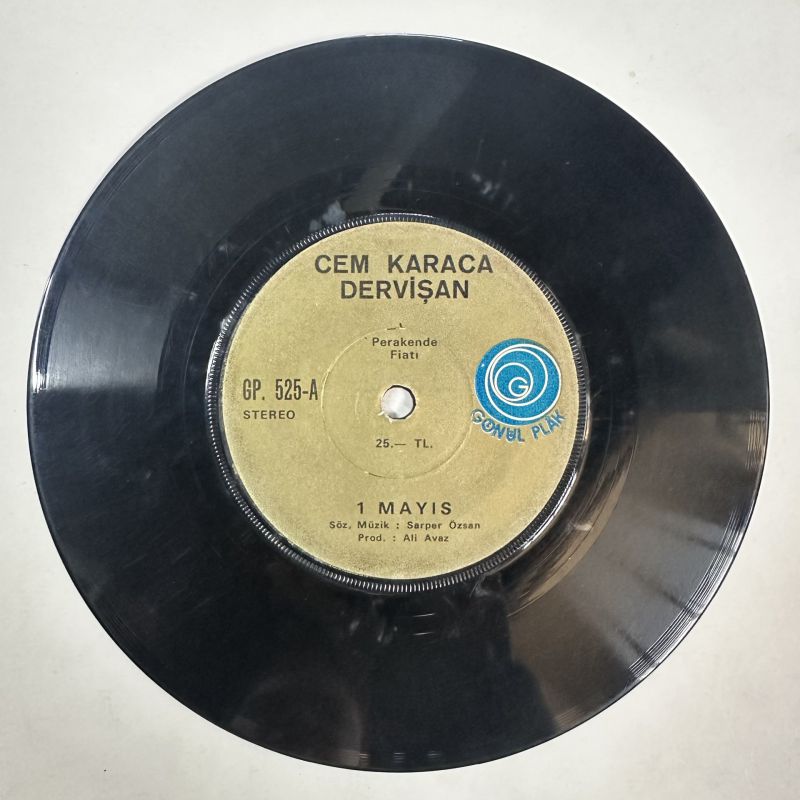 CEM KARACA
DERVİŞAN
Perakende
Fiatı
GP. 525-A
STEREO
G
GÖNÜL PLAK
25.— TL.
1 MAYIS
Söz, Müzik : Sarper Özsan
Prod. : Ali Avaz